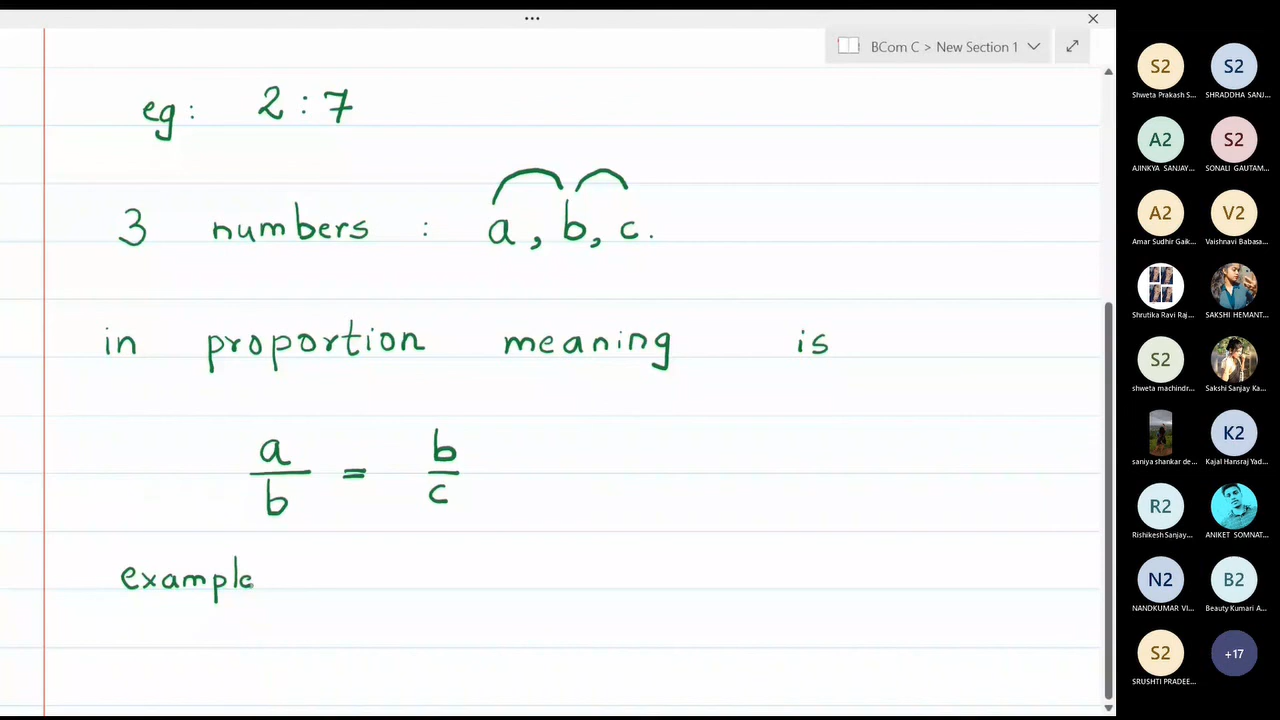 ...
BCom C > New Section 1
eg: 2 : 7
3 numbers : a, b, c.
in proportion meaning is
a/b = b/c
example
S2 S2
Shweta Prakash S... SHRADDHA SANJ...
A2 S2
AJINKYA SANJAY... SONALI GAUTAM...
A2 V2
Amar Sudhir Gaik... Vaishnavi Babasa...
Shrutika Ravi Raj... SAKSHI HEMANT...
S2
shweta machindr... Sakshi Sanjay Ka...
K2
saniya shankar de... Kajal Hansraj Yad...
R2
Rishikesh Sanjay... ANIKET SOMNAT...
N2 B2
NANDKUMAR VI... Beauty Kumari A...
S2 +17
SRUSHTI PRADEE...